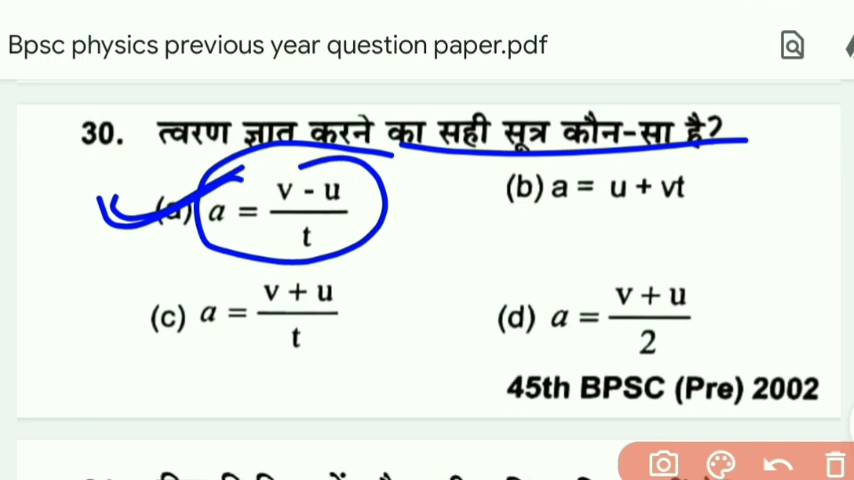 Bpsc physics previous year question paper.pdf
30. त्वरण ज्ञात करने का सही सूत्र कौन-सा है?
(a) a = (v - u)/t
(b) a = u + vt
(c) a = (v + u)/t
(d) a = (v + u)/2
45th BPSC (Pre) 2002